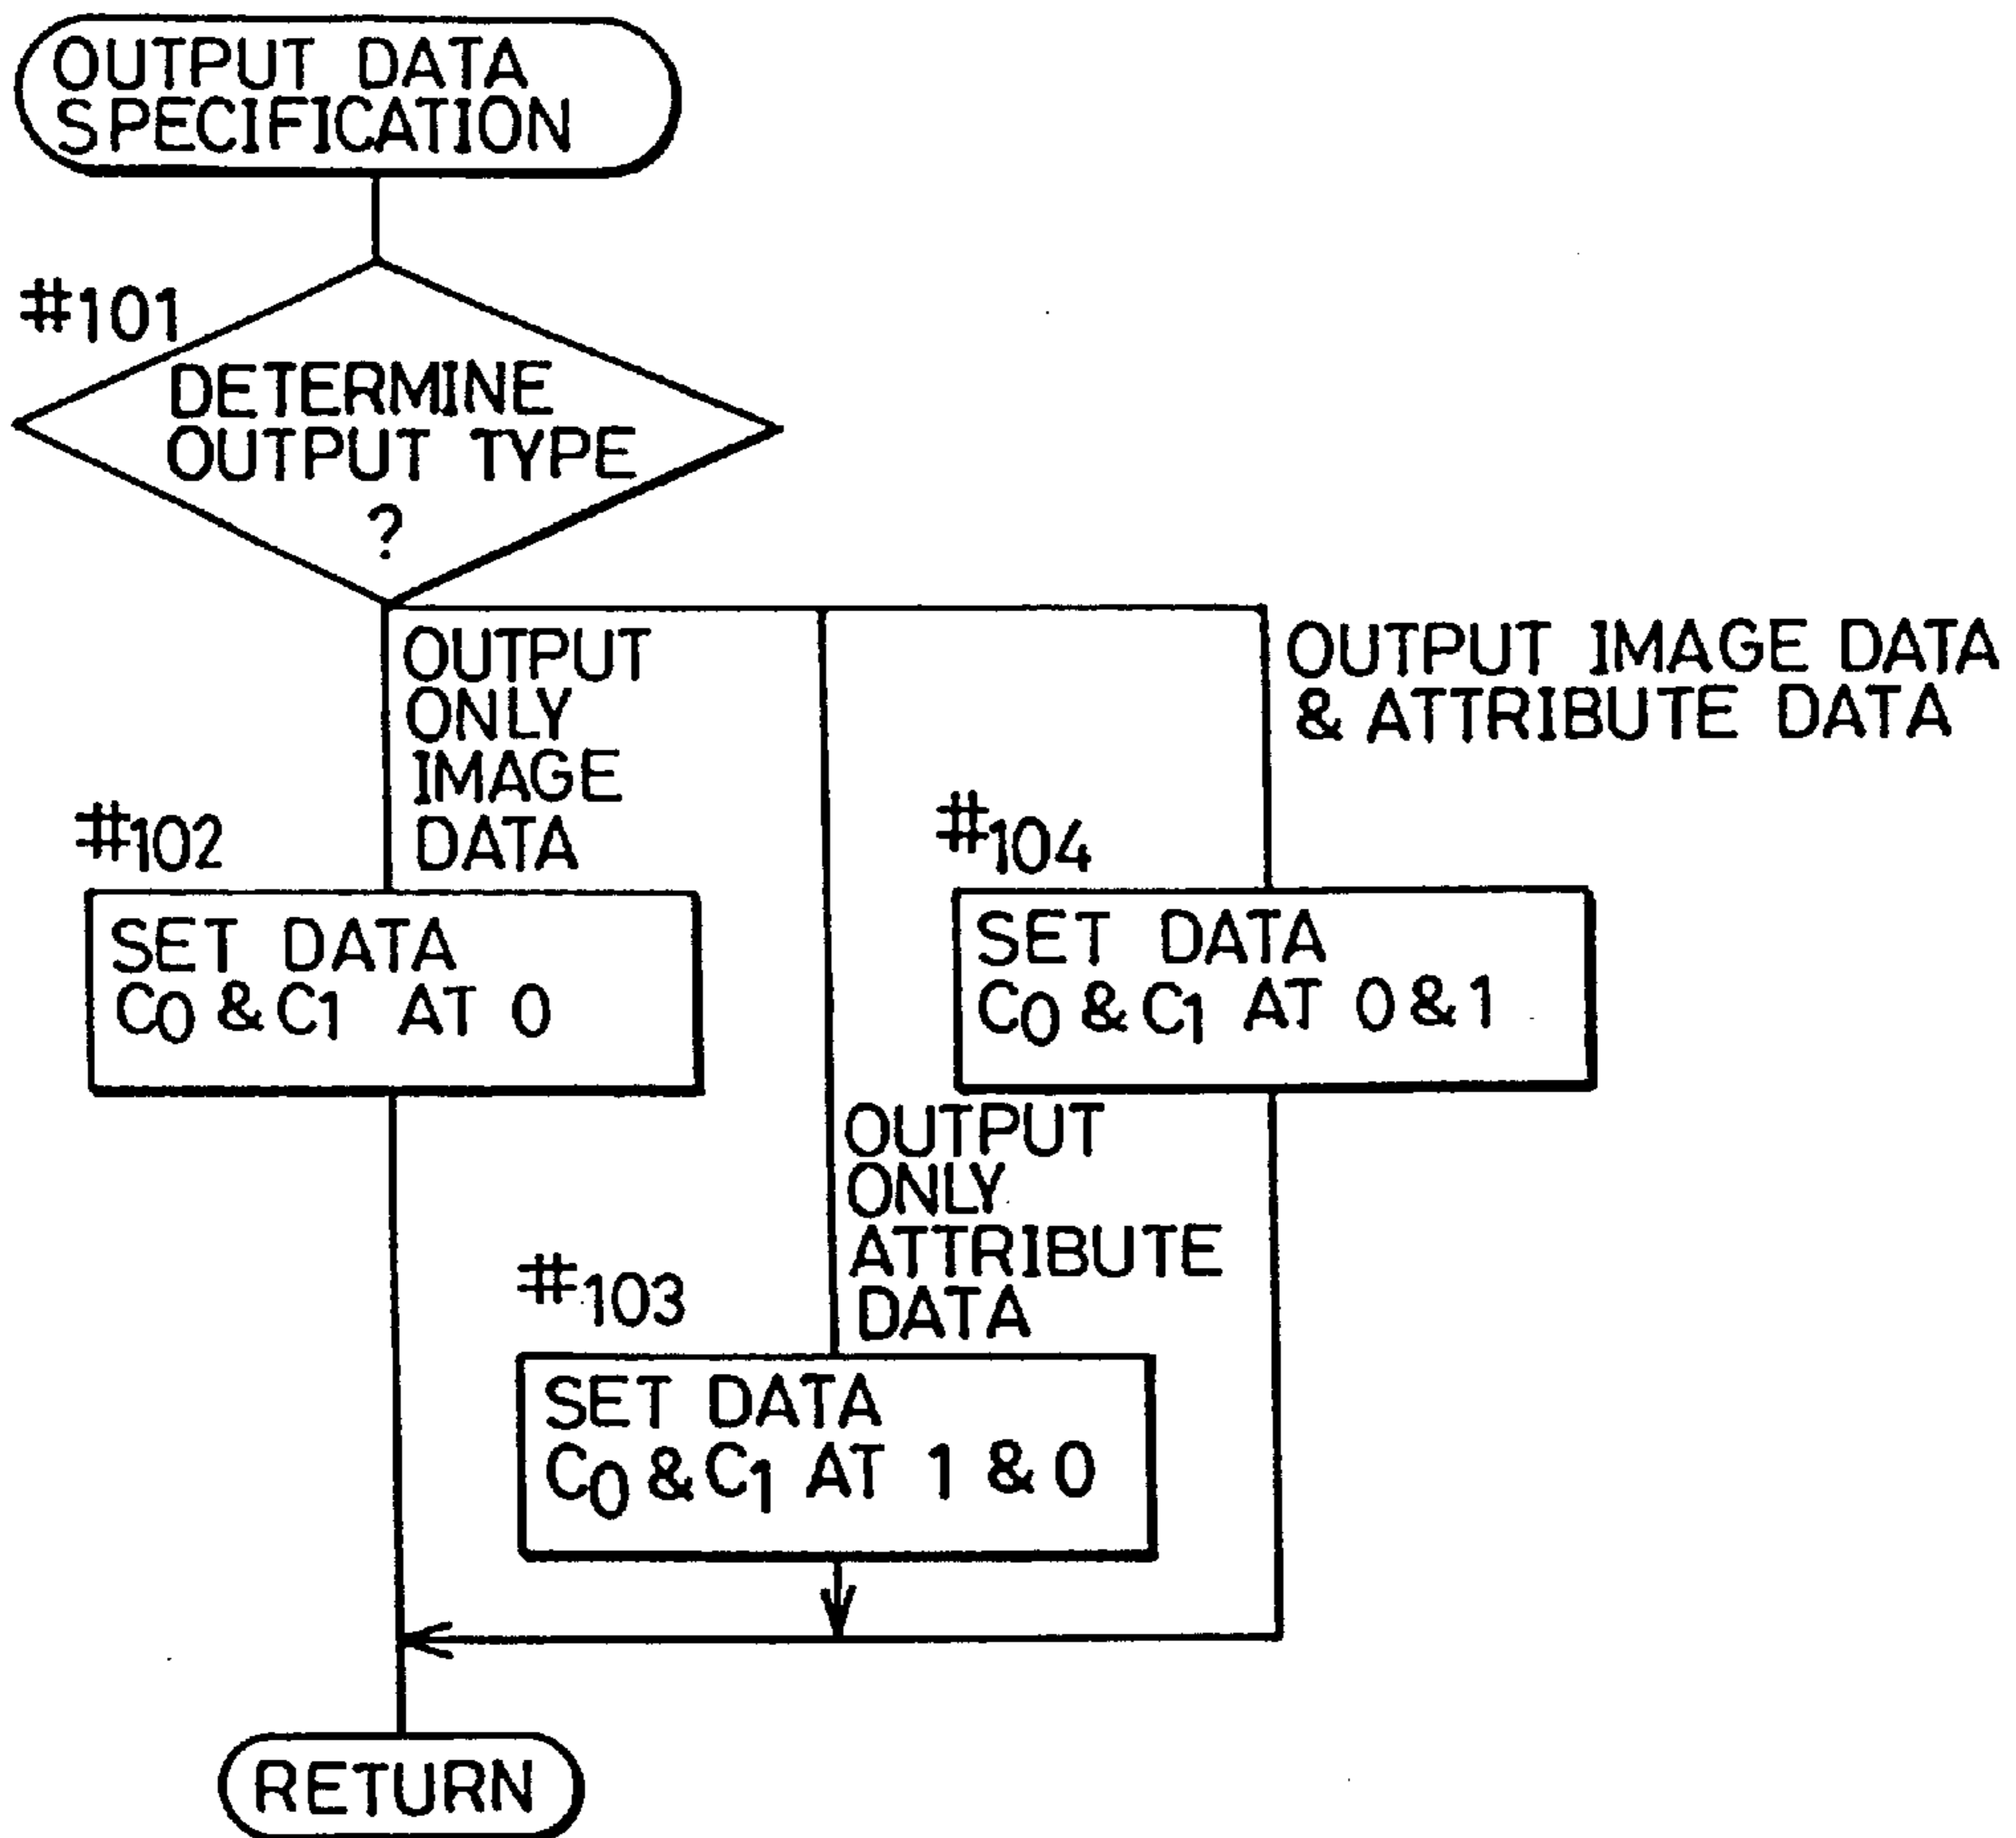 OUTPUT DATA
SPECIFICATION
#101
DETERMINE
OUTPUT TYPE
?
OUTPUT
ONLY
IMAGE
DATA
OUTPUT IMAGE DATA
& ATTRIBUTE DATA
#102
SET DATA
C0 & C1 AT 0
#104
SET DATA
C0 & C1 AT 0 & 1
OUTPUT
ONLY
ATTRIBUTE
DATA
#103
SET DATA
C0 & C1 AT 1 & 0
RETURN